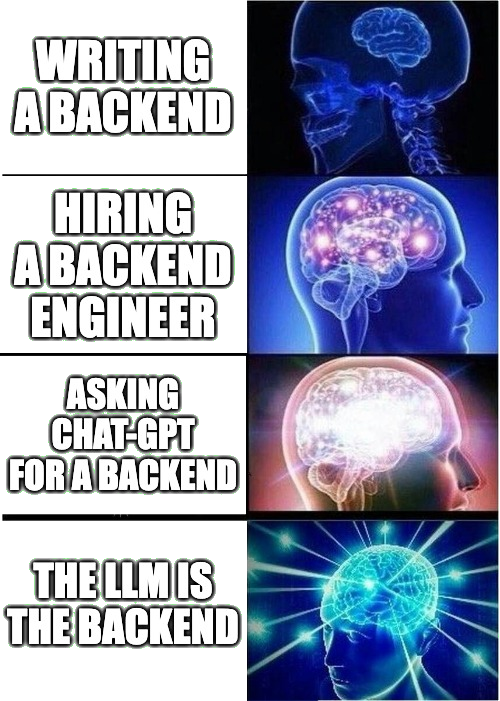 WRITING
A BACKEND
HIRING
A BACKEND
ENGINEER
ASKING
CHAT-GPT
FOR A BACKEND
THE LLM IS
THE BACKEND